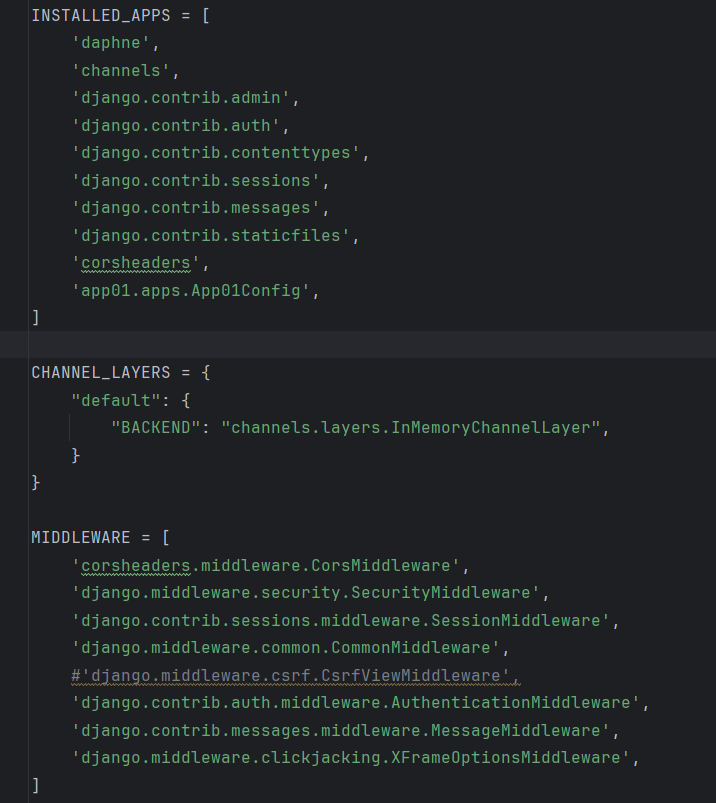 INSTALLED_APPS = [
    'daphne',
    'channels',
    'django.contrib.admin',
    'django.contrib.auth',
    'django.contrib.contenttypes',
    'django.contrib.sessions',
    'django.contrib.messages',
    'django.contrib.staticfiles',
    'corsheaders',
    'app01.apps.App01Config',
]
CHANNEL_LAYERS = {
    "default": {
        "BACKEND": "channels.layers.InMemoryChannelLayer",
    }
}
MIDDLEWARE = [
    'corsheaders.middleware.CorsMiddleware',
    'django.middleware.security.SecurityMiddleware',
    'django.contrib.sessions.middleware.SessionMiddleware',
    'django.middleware.common.CommonMiddleware',
    #'django.middleware.csrf.CsrfViewMiddleware',
    'django.contrib.auth.middleware.AuthenticationMiddleware',
    'django.contrib.messages.middleware.MessageMiddleware',
    'django.middleware.clickjacking.XFrameOptionsMiddleware',
]